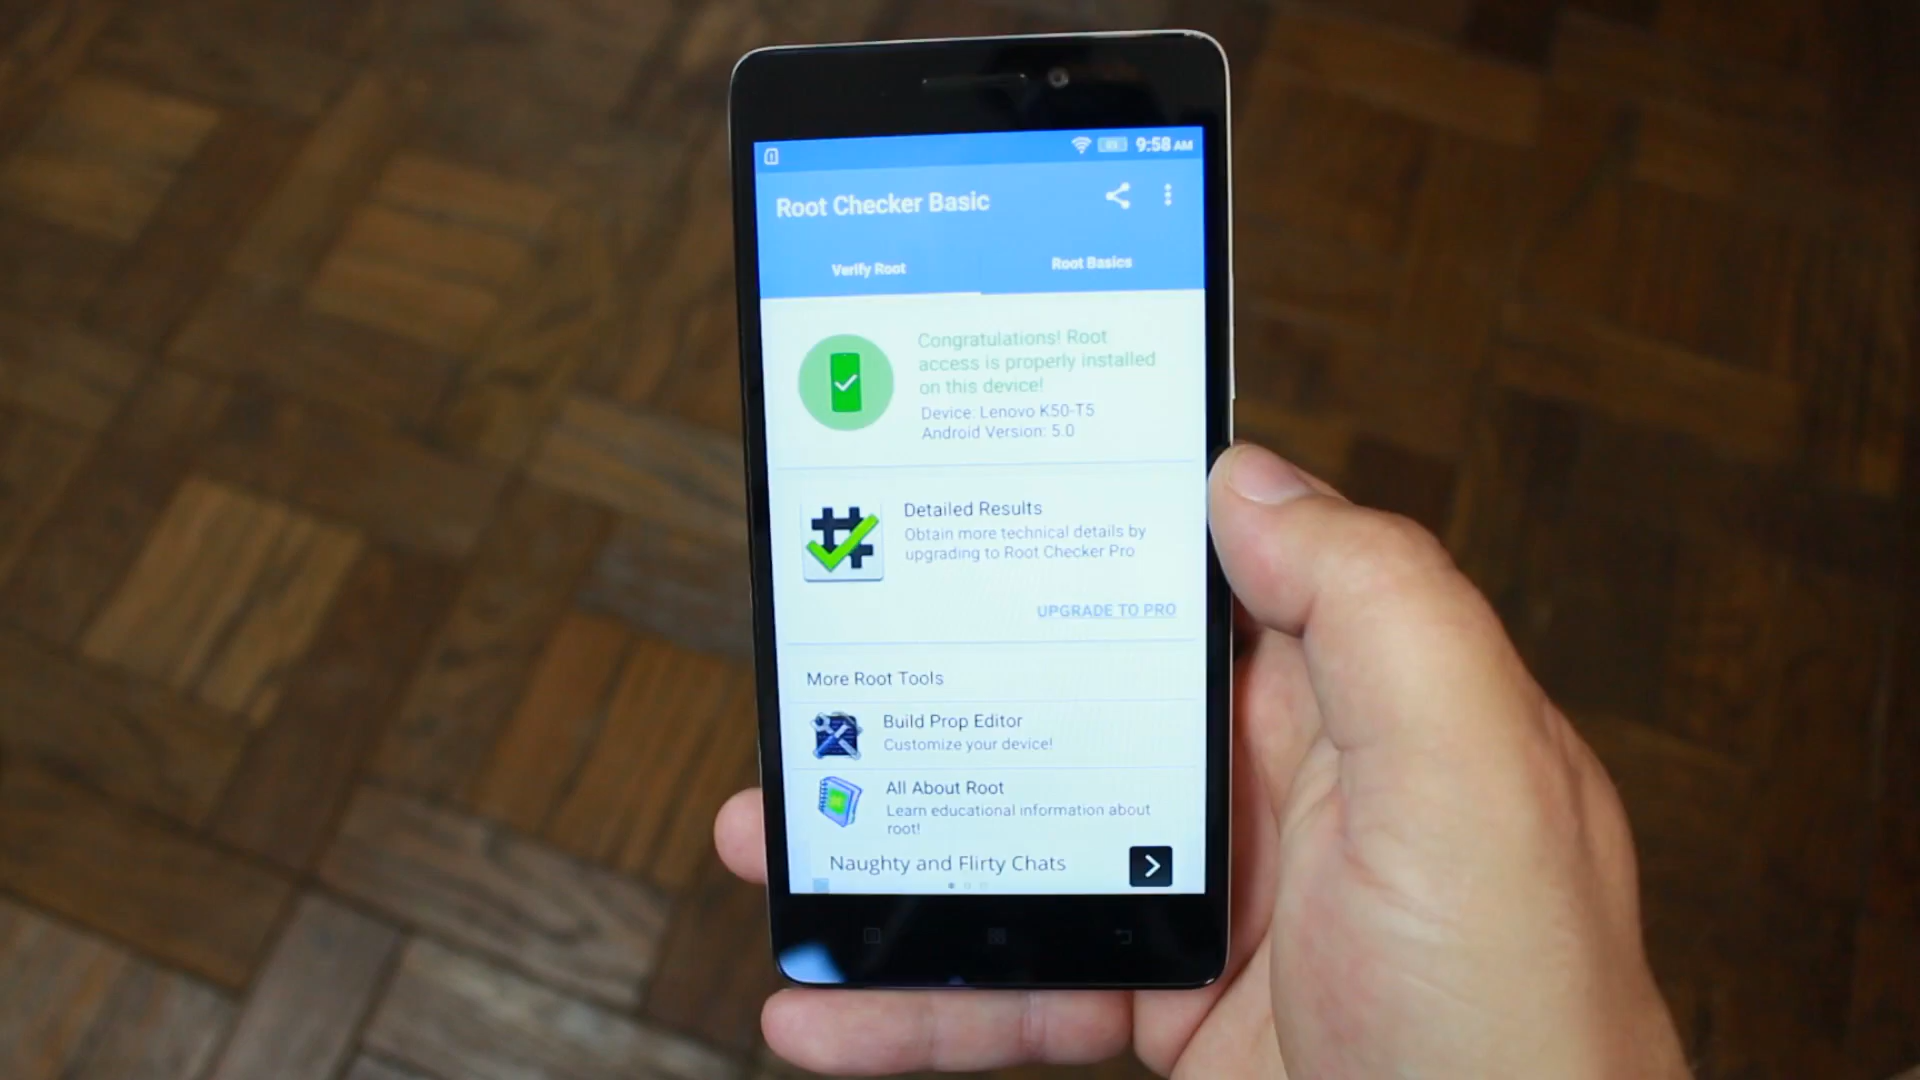 9:58 AM
Root Checker Basic
Verify Root
Root Basics
Congratulations! Root
access is properly installed
on this device!
Device: Lenovo K50-T5
Android Version: 5.0
Detailed Results
Obtain more technical details by
upgrading to Root Checker Pro
UPGRADE TO PRO
More Root Tools
Build Prop Editor
Customize your device!
All About Root
Learn educational information about
root!
Naughty and Flirty Chats